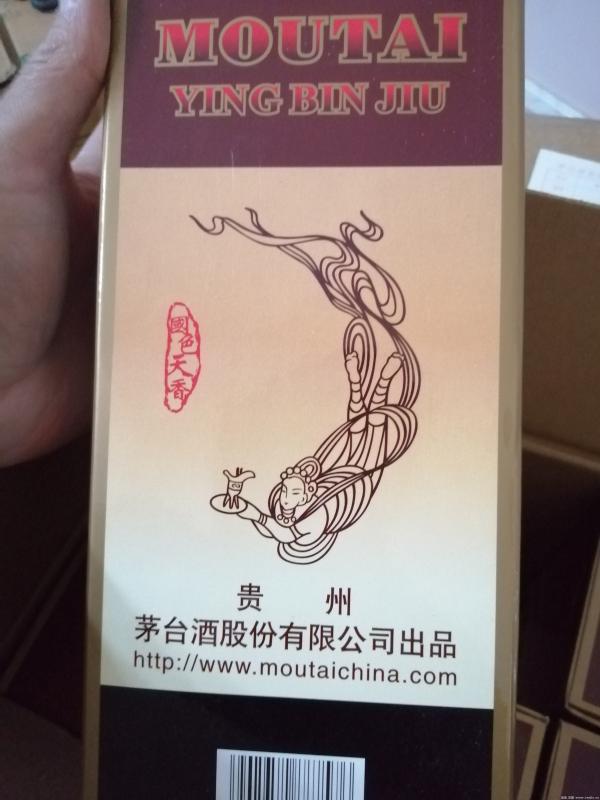 MOUTAI
YING BIN JIU
國色天香
贵 州
茅台酒股份有限公司出品
http://www.moutaichina.com